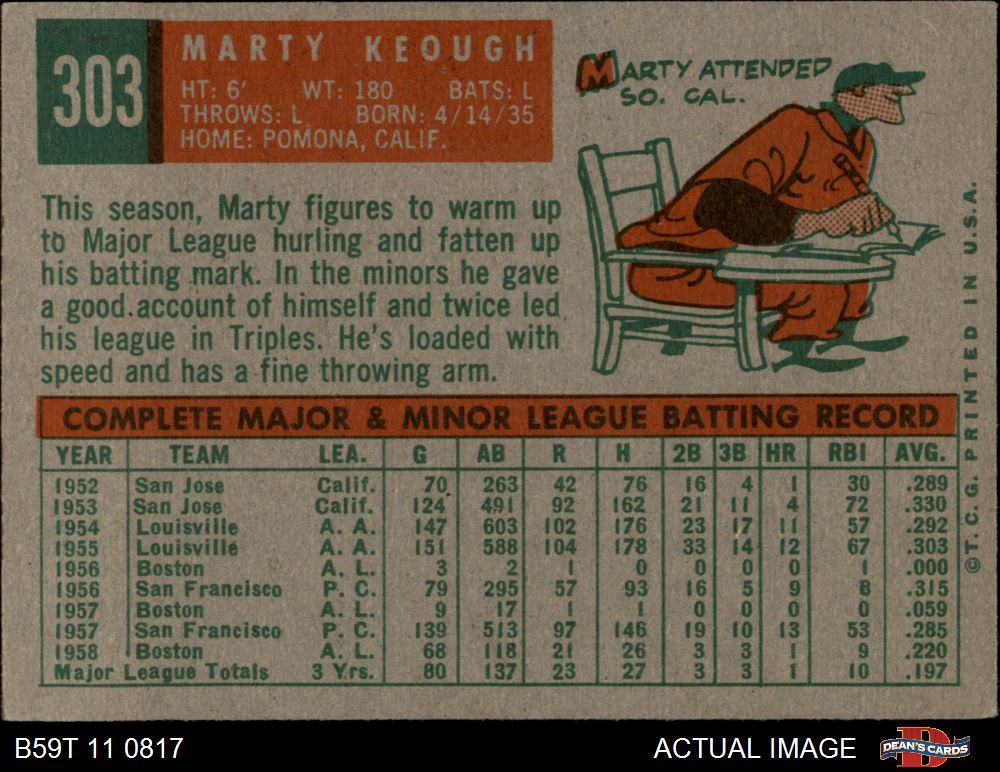 303
MARTY KEOUGH
HT: 6' WT: 180 BATS: L
THROWS: L BORN: 4/14/35
HOME: POMONA, CALIF.
MARTY ATTENDED
SO. CAL.
This season, Marty figures to warm up
to Major League hurling and fatten up
his batting mark. In the minors he gave
a good account of himself and twice led
his league in Triples. He's loaded with
speed and has a fine throwing arm.
COMPLETE MAJOR & MINOR LEAGUE BATTING RECORD
YEAR TEAM LEA. G AB R H 2B 3B HR RBI AVG.
1952 San Jose Calif. 70 263 42 76 16 4 1 30 .289
1953 San Jose Calif. 124 491 92 162 21 11 4 72 .330
1954 Louisville A. A. 147 603 102 176 23 17 11 57 .292
1955 Louisville A. A. 151 588 104 178 33 14 12 67 .303
1956 Boston A. L. 3 2 1 0 0 0 0 1 .000
1956 San Francisco P. C. 79 295 57 93 16 5 9 8 .315
1957 Boston A. L. 9 17 1 1 0 0 0 0 .059
1957 San Francisco P. C. 139 513 97 146 19 10 13 53 .285
1958 Boston A. L. 68 118 21 26 3 3 1 9 .220
Major League Totals 3 Yrs. 80 137 23 27 3 3 1 10 .197
©T. C. G. PRINTED IN U.S.A.
B59T 11 0817
ACTUAL IMAGE
DEAN'S CARDS